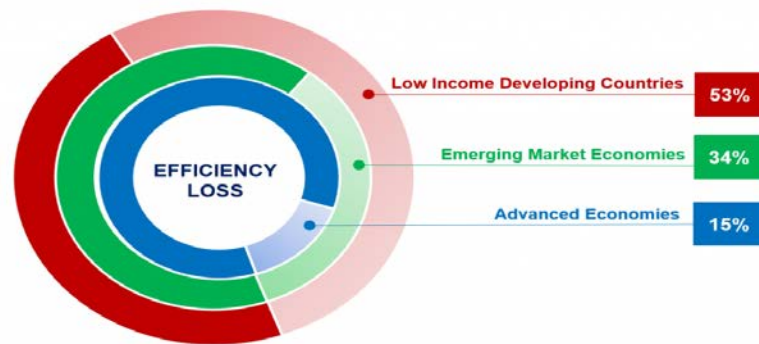 EFFICIENCY
LOSS
Low Income Developing Countries 53%
Emerging Market Economies 34%
Advanced Economies 15%